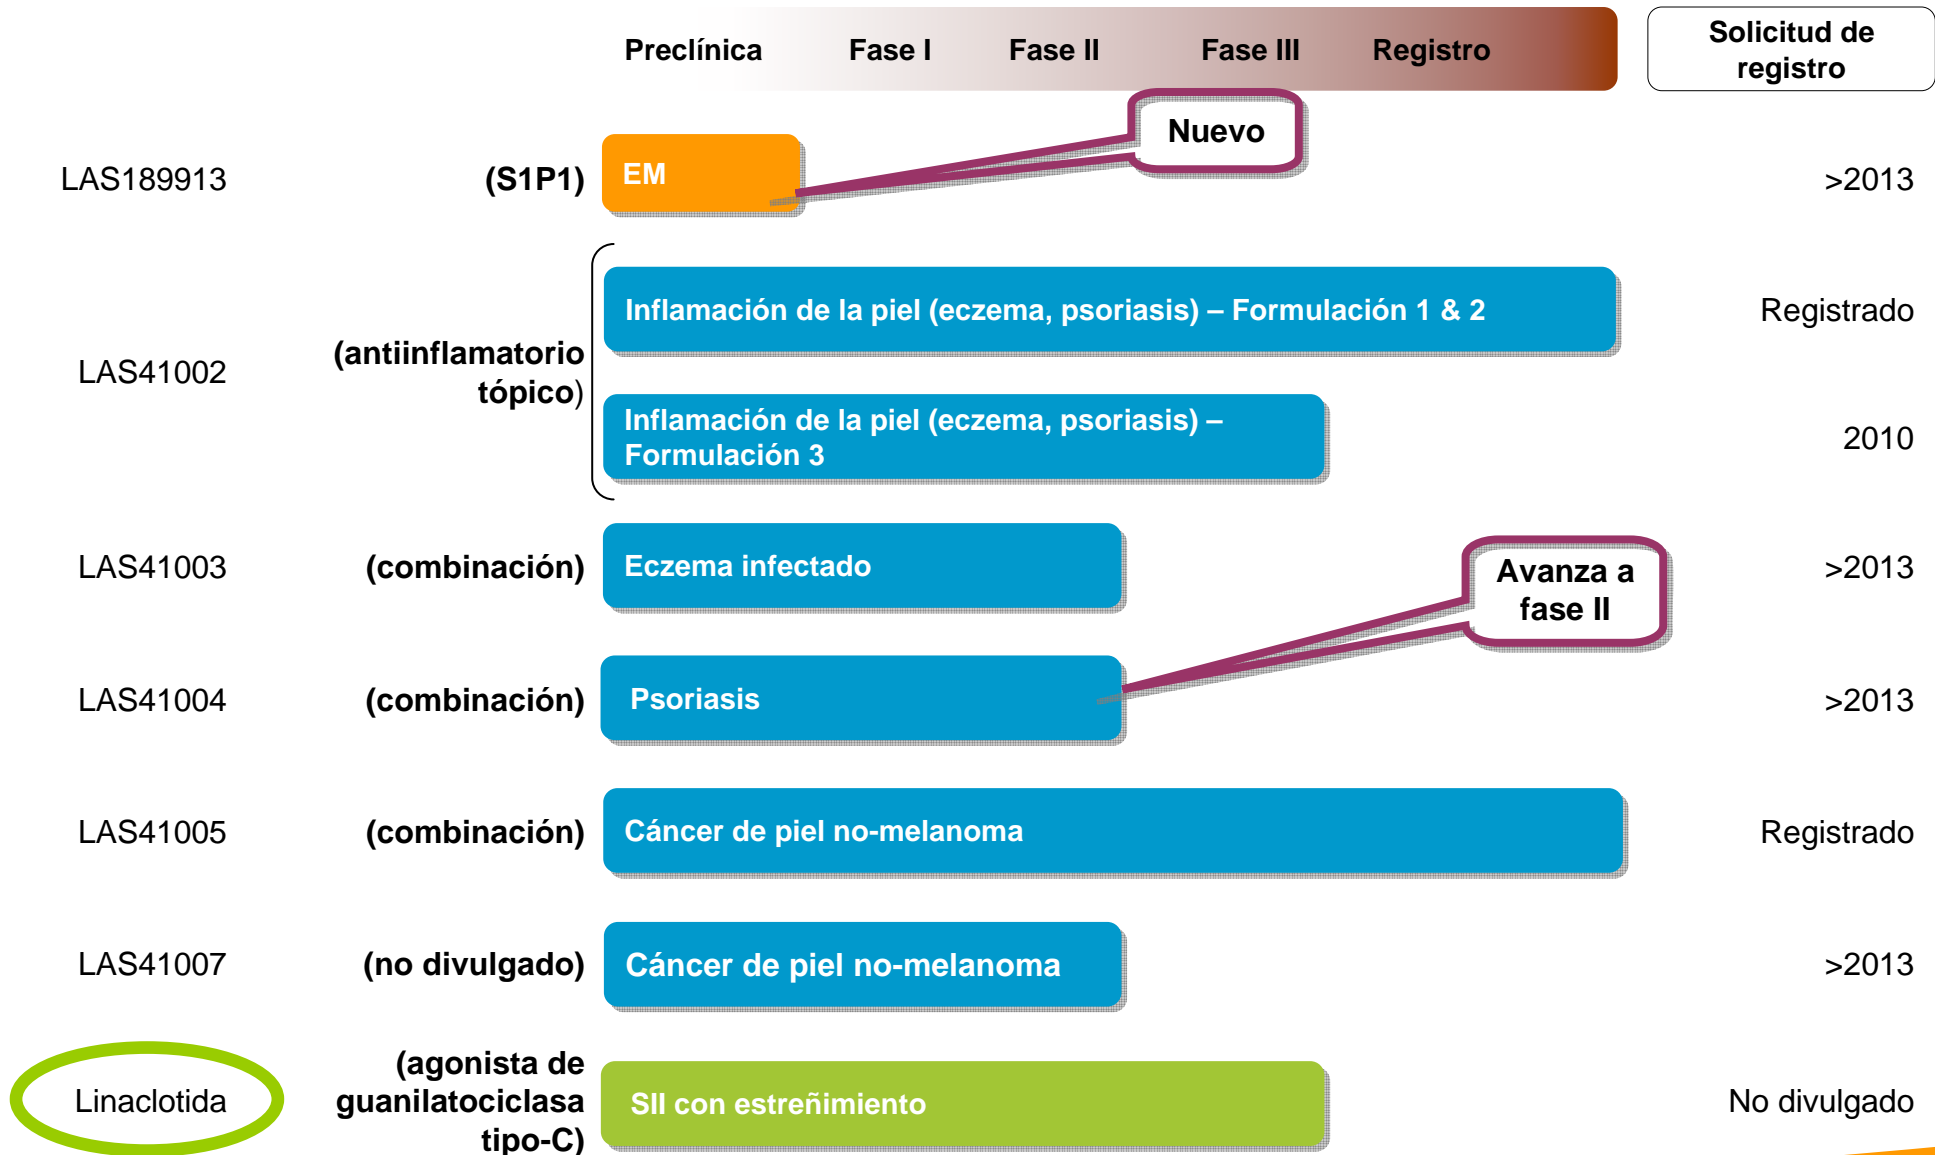 Preclínica Fase I Fase II Fase III Registro
Solicitud de
registro
Nuevo
LAS189913 (S1P1) EM >2013
Inflamación de la piel (eczema, psoriasis) – Formulación 1 & 2 Registrado
LAS41002
(antiinflamatorio
tópico)
Inflamación de la piel (eczema, psoriasis) –
Formulación 3
2010
LAS41003 (combinación) Eczema infectado >2013
Avanza a
fase II
LAS41004 (combinación) Psoriasis >2013
LAS41005 (combinación) Cáncer de piel no-melanoma Registrado
LAS41007 (no divulgado) Cáncer de piel no-melanoma >2013
Linaclotida
(agonista de
guanilatociclasa
tipo-C)
SII con estreñimiento
No divulgado